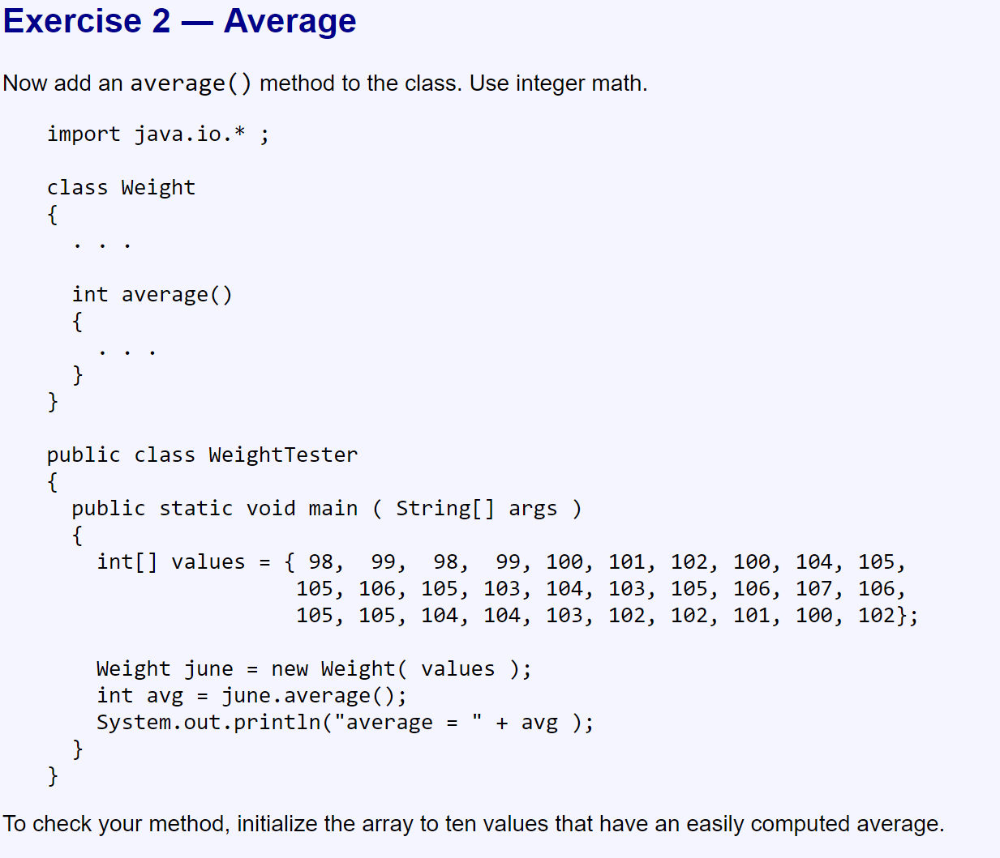 Exercise 2 — Average
Now add an average() method to the class. Use integer math.
import java.io.* ;
class Weight
{
. . .
int average()
{
. . .
}
}
public class WeightTester
{
public static void main ( String[] args )
{
int[] values = { 98,  99,  98,  99, 100, 101, 102, 100, 104, 105,
105, 106, 105, 103, 104, 103, 105, 106, 107, 106,
105, 105, 104, 104, 103, 102, 102, 101, 100, 102};
Weight june = new Weight( values );
int avg = june.average();
System.out.println("average = " + avg );
}
}
To check your method, initialize the array to ten values that have an easily computed average.